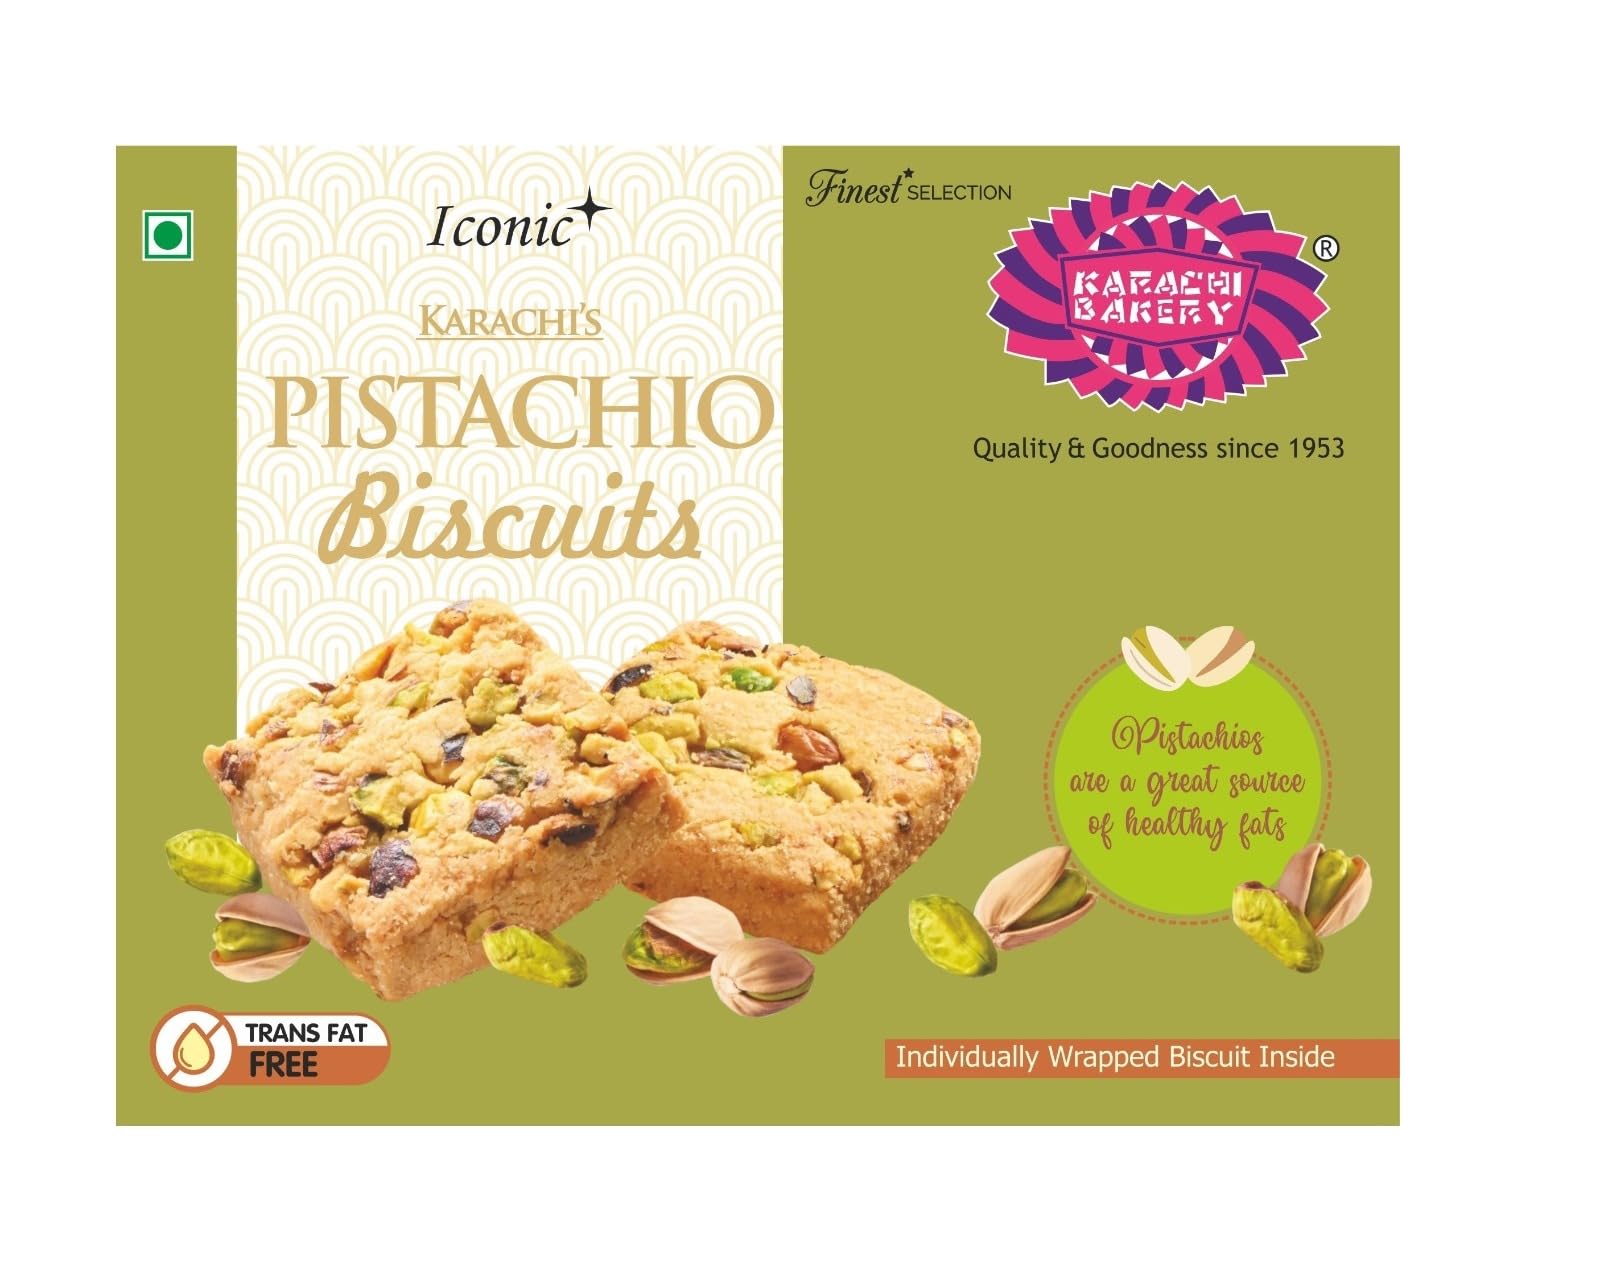 Iconic
KARACHI'S
PISTACHIO
Biscuits
Finest SELECTION
KARACHI
BAKERY
®
Quality & Goodness since 1953
Pistachios
are a great source
of healthy fats
TRANS FAT
FREE
Individually Wrapped Biscuit Inside